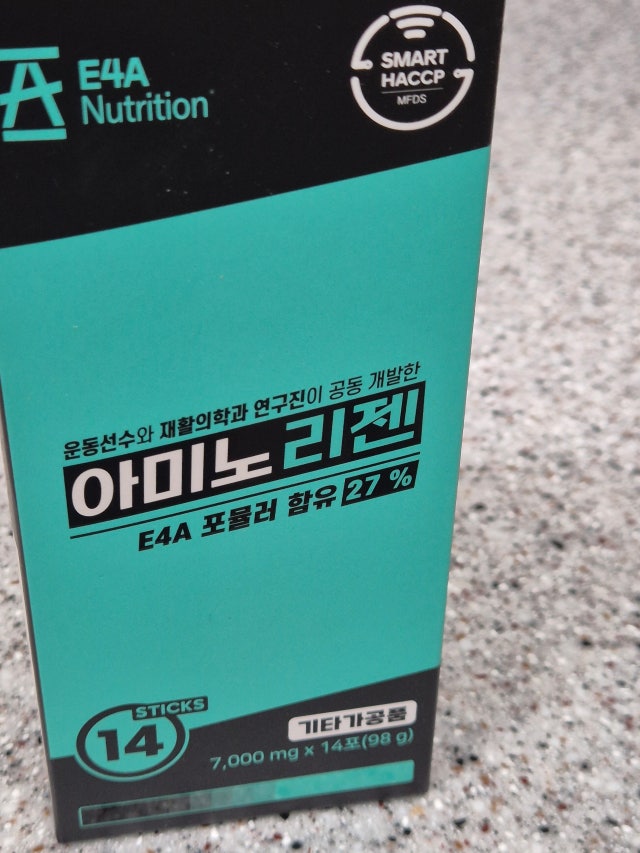 E4A
Nutrition
SMART
HACCP
MFDS
운동선수와 재활의학과 연구진이 공동 개발한
아미노리젠
E4A 포뮬러 함유 27 %
STICKS
14
기타가공품
7,000 mg x 14포(98 g)